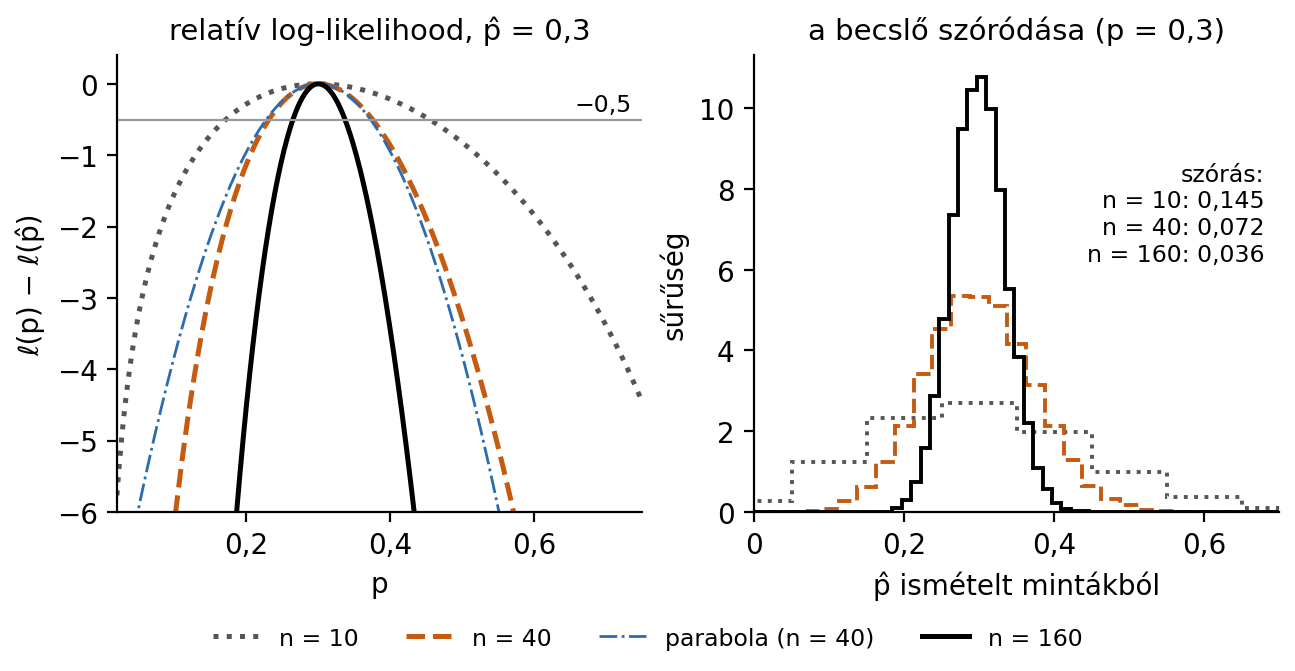 relatív log-likelihood, p̂ = 0,3
ℓ(p) − ℓ(p̂)
0
−1
−2
−3
−4
−5
−6
−0,5
0,2
0,4
0,6
p
a becslő szóródása (p = 0,3)
sűrűség
10
8
6
4
2
0
szórás:
n = 10: 0,145
n = 40: 0,072
n = 160: 0,036
0
0,2
0,4
0,6
p̂ ismételt mintákból
n = 10
n = 40
parabola (n = 40)
n = 160